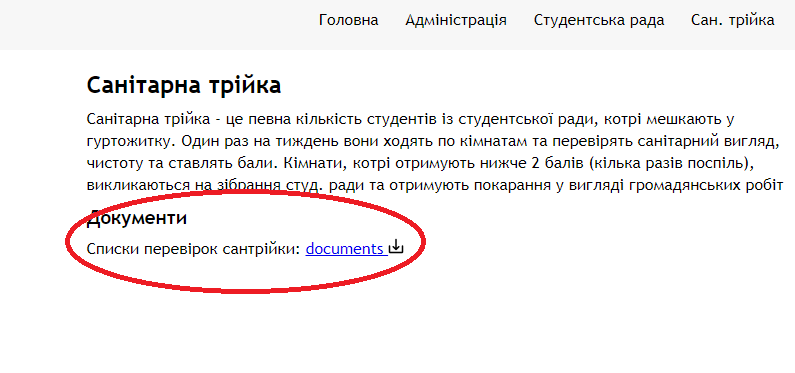 Головна Адміністрація Студентська рада Сан. трійка
Санітарна трійка
Санітарна трійка - це певна кількість студентів із студентської ради, котрі мешкають у
гуртожитку. Один раз на тиждень вони ходять по кімнатам та перевірять санітарний вигляд,
чистоту та ставлять бали. Кімнати, котрі отримують нижче 2 балів (кілька разів поспіль),
викликаються на зібрання студ. ради та отримують покарання у вигляді громадянських робіт
Документи
Списки перевірок сантрійки: documents